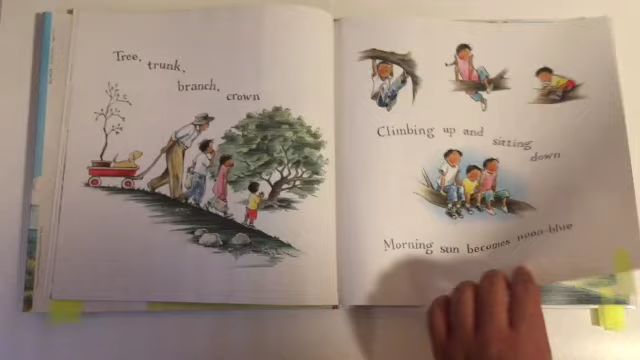 Tree, trunk,
branch, crown
Climbing up and sitting
down
Morning sun becomes noon-blue